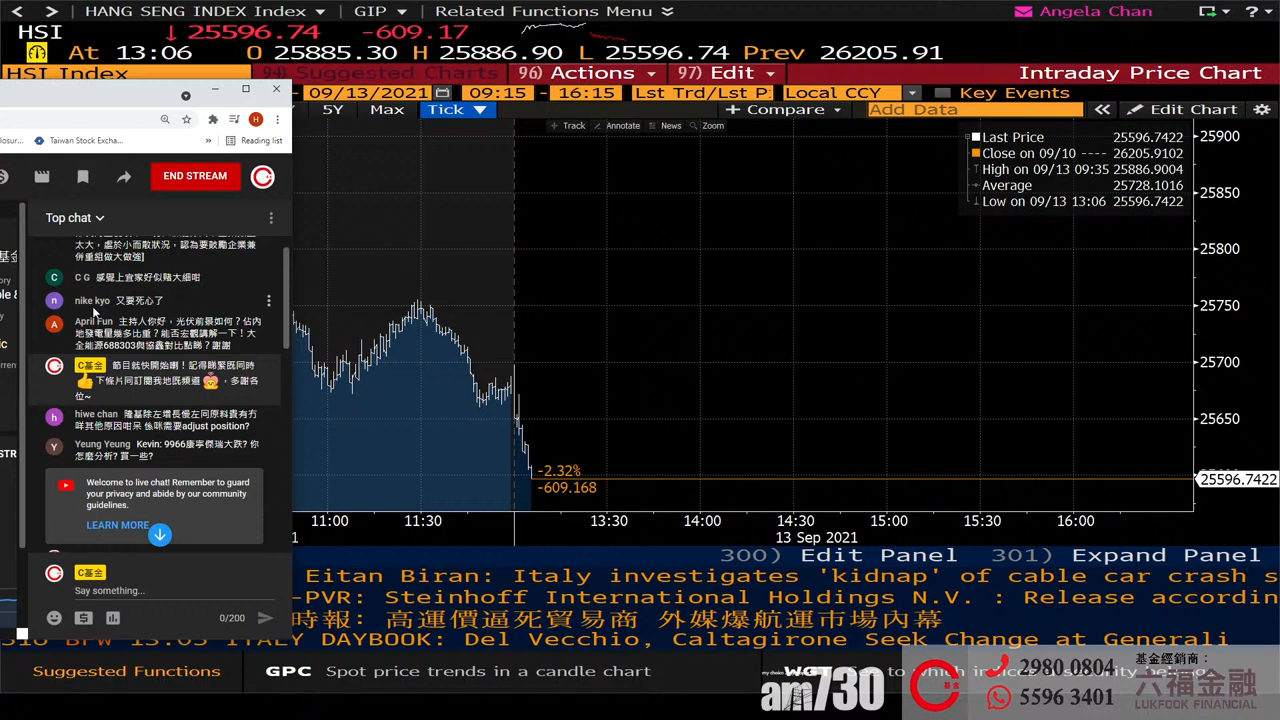 HANG SENG INDEX Index
GIP
Related Functions Menu
Angela Chan
HSI
↓ 25596.74 -609.17
At 13:06 O 25885.30 H 25886.90 L 25596.74 Prev 26205.91
HSI Index
94) Suggested Charts
96) Actions
97) Edit
Intraday Price Chart
- 09/13/2021
09:15 - 16:15
Lst Trd/Lst P
Local CCY
Key Events
5Y Max Tick
+ Compare
Add Data
Edit Chart
Track Annotate News Zoom
Last Price 25596.7422
Close on 09/10 ---- 26205.9102
High on 09/13 09:35 25886.9004
Average 25728.1016
Low on 09/13 13:06 25596.7422
25900
25850
25800
25750
25700
25650
25596.7422
-2.32%
-609.168
11:00 11:30 13:30 14:00 14:30 15:00 15:30 16:00
13 Sep 2021
Taiwan Stock Excha...
Reading list
END STREAM
Top chat
太大，處於小而散狀況，認為要鼓勵企業兼
併重組做大做強]
C G 感覺上宜家好似賭大細咁
nike kyo 又要死心了
April Fun 主持人你好，光伏前景如何？佔內
地發電量幾多比重？能否宏觀講解一下！大
全能源688303與協鑫對比點睇？謝謝
C基金 節目就快開始喇！記得睇緊既同時
👍下條片同訂閱我地既頻道，多謝各
位~
hiwe chan 隆基除左增長慢左同原料貴有冇
咩其他原因咁呆 係咪需要adjust position?
Yeung Yeung Kevin: 9966康寧傑瑞大跌? 你
怎麼分析? 買一些?
Welcome to live chat! Remember to guard
your privacy and abide by our community
guidelines.
LEARN MORE
C基金
Say something...
0/200
300) Edit Panel 301) Expand Panel
Eitan Biran: Italy investigates 'kidnap' of cable car crash s
-PVR: Steinhoff International Holdings N.V. : Release accordin
時報：高運價逼死貿易商 外媒爆航運市場內幕
BFW 13:03 ITALY DAYBOOK: Del Vecchio, Caltagirone Seek Change at Generali
Suggested Functions
GPC Spot price trends in a candle chart
WGT
am730
C基金
2980 0804
5596 3401
基金經銷商：
六福金融
LUKFOOK FINANCIAL